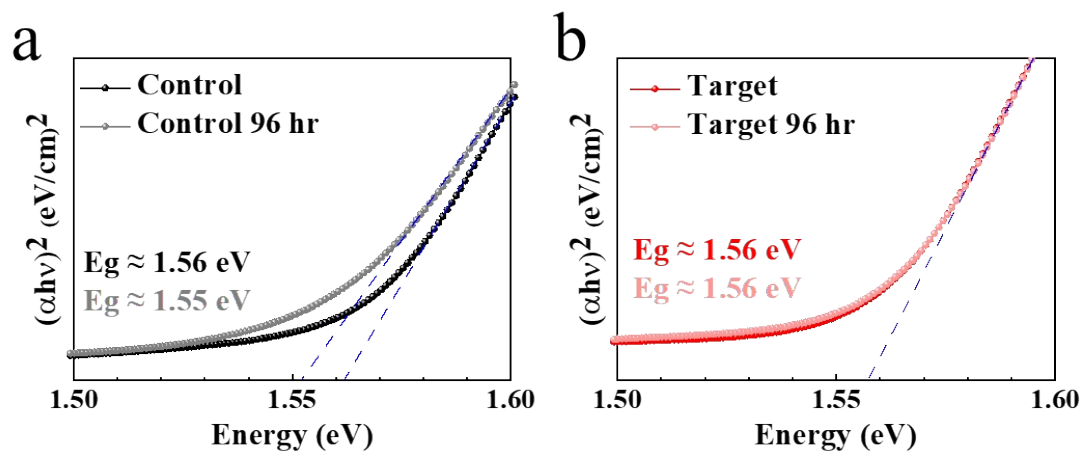 a
Control
Control 96 hr
(αhν)² (eV/cm)²
Eg ≈ 1.56 eV
Eg ≈ 1.55 eV
1.50
1.55
1.60
Energy (eV)
b
Target
Target 96 hr
(αhν)² (eV/cm)²
Eg ≈ 1.56 eV
Eg ≈ 1.56 eV
1.50
1.55
1.60
Energy (eV)